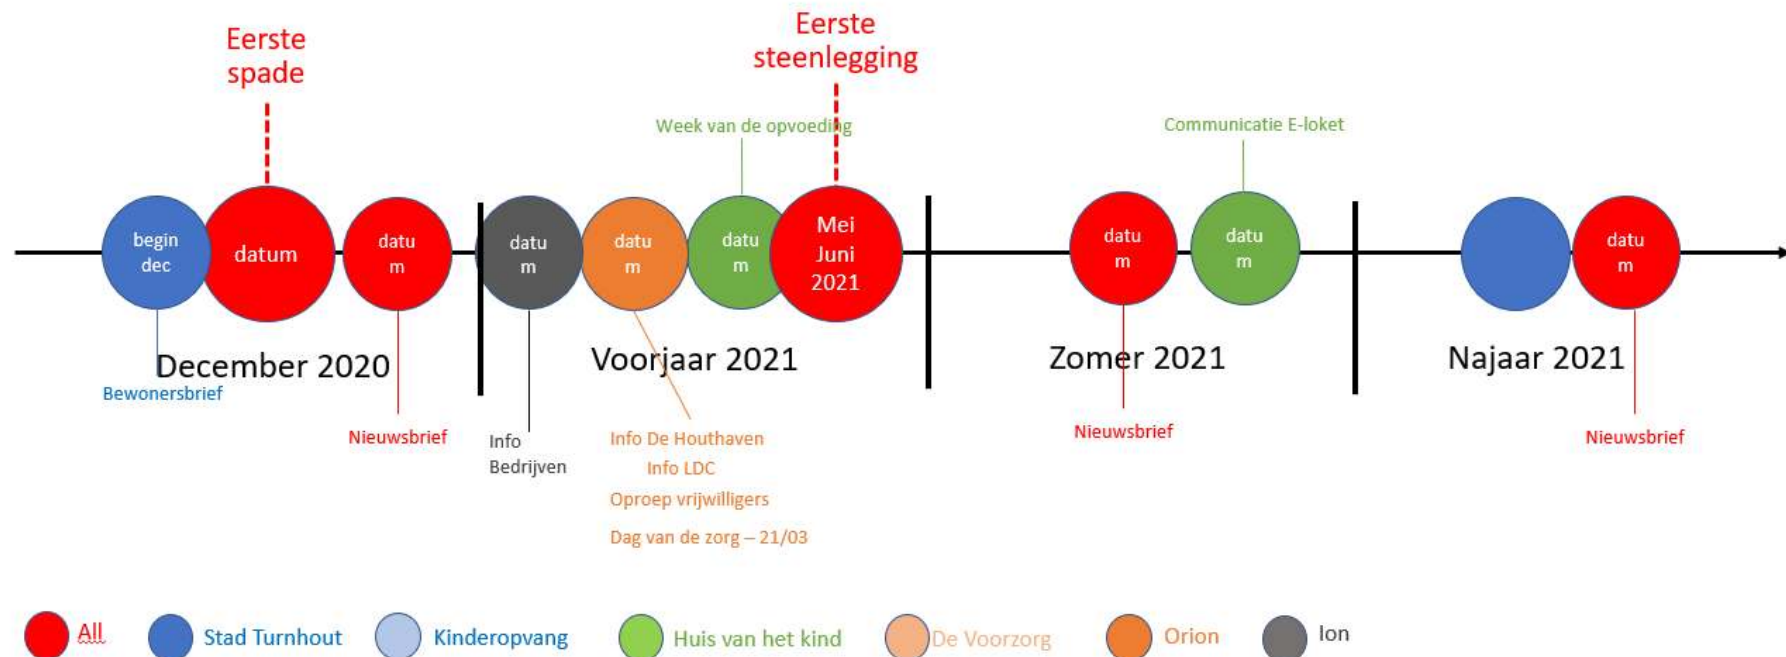 Eerste
spade
Eerste
steenlegging
Week van de opvoeding
Communicatie E-loket
begin
dec
datum
datu
m
datu
m
datu
m
datu
m
Mei
Juni
2021
datu
m
datu
m
datu
m
December 2020
Voorjaar 2021
Zomer 2021
Najaar 2021
Bewonersbrief
Nieuwsbrief
Info
Bedrijven
Info De Houthaven
Info LDC
Oproep vrijwilligers
Dag van de zorg – 21/03
Nieuwsbrief
Nieuwsbrief
All
Stad Turnhout
Kinderopvang
Huis van het kind
De Voorzorg
Orion
Ion